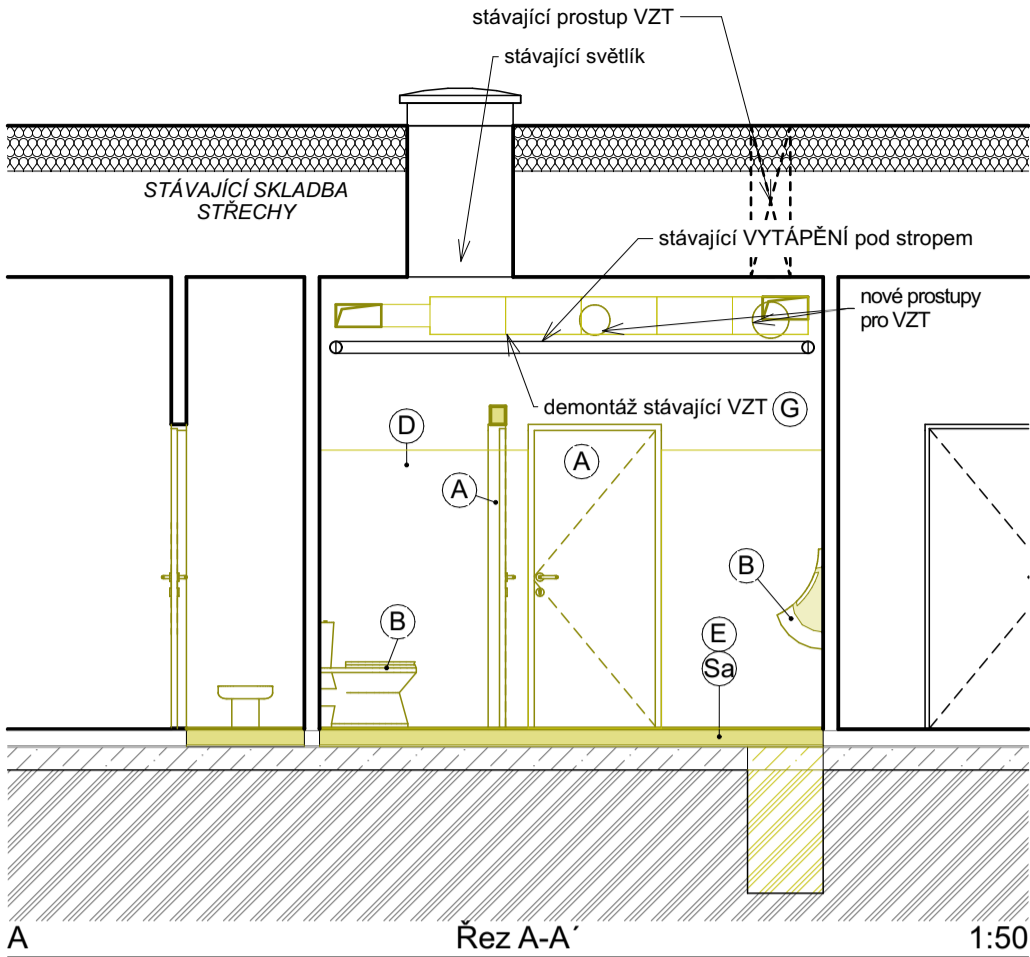 stávající prostup VZT
stávající světlík
STÁVAJÍCÍ SKLADBA
STŘECHY
stávající VYTÁPĚNÍ pod stropem
nové prostupy
pro VZT
demontáž stávající VZT
G
D
A
A
B
B
E
Sa
A
Řez A-A´
1:50